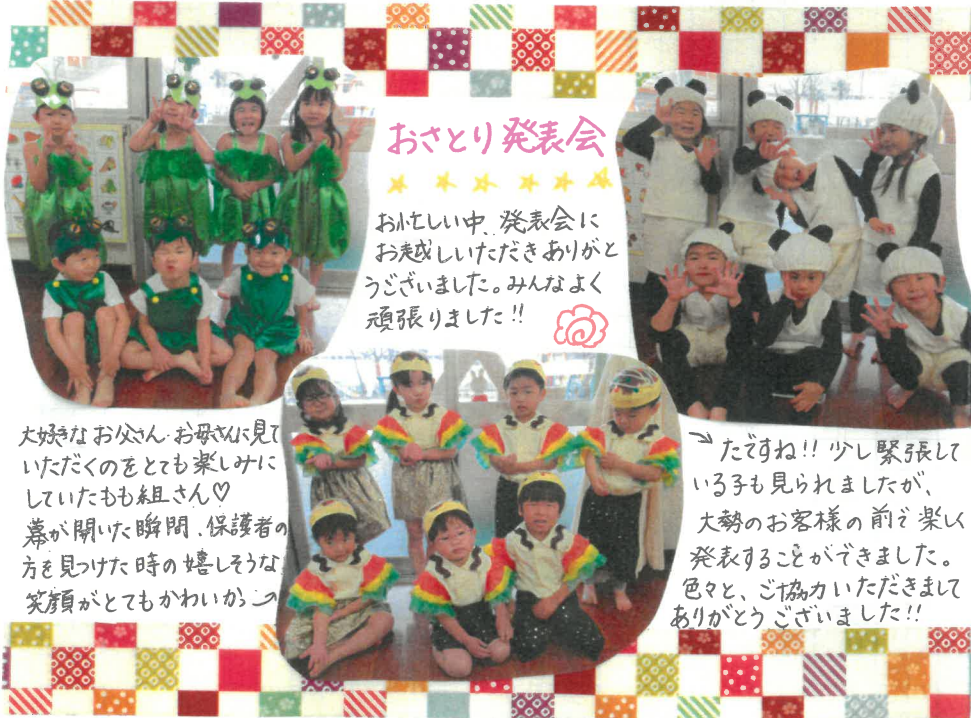 おさとり発表会
お忙しい中、発表会に
お越しいただきありがと
うございました。みんなよく
頑張りました!!
大好きなお父さん・お母さんに見て
いただくのをとても楽しみに
していたもも組さん♡
幕が開いた瞬間、保護者の
方を見つけた時の嬉しそうな
笑顔がとてもかわいかっ
たですね!!少し緊張して
いる子も見られましたが、
大勢のお客様の前で楽しく
発表することができました。
色々と、ご協力いただきまして
ありがとうございました!!